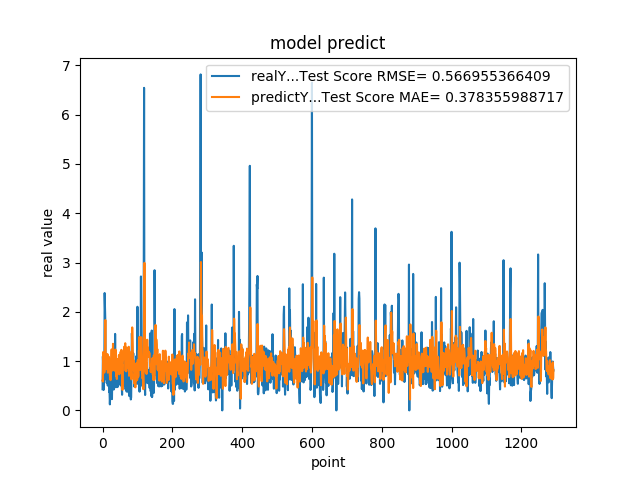 model predict
realY...Test Score RMSE= 0.566955366409
predictY...Test Score MAE= 0.378355988717
7
6
5
4
3
2
1
0
real value
0 200 400 600 800 1000 1200
point